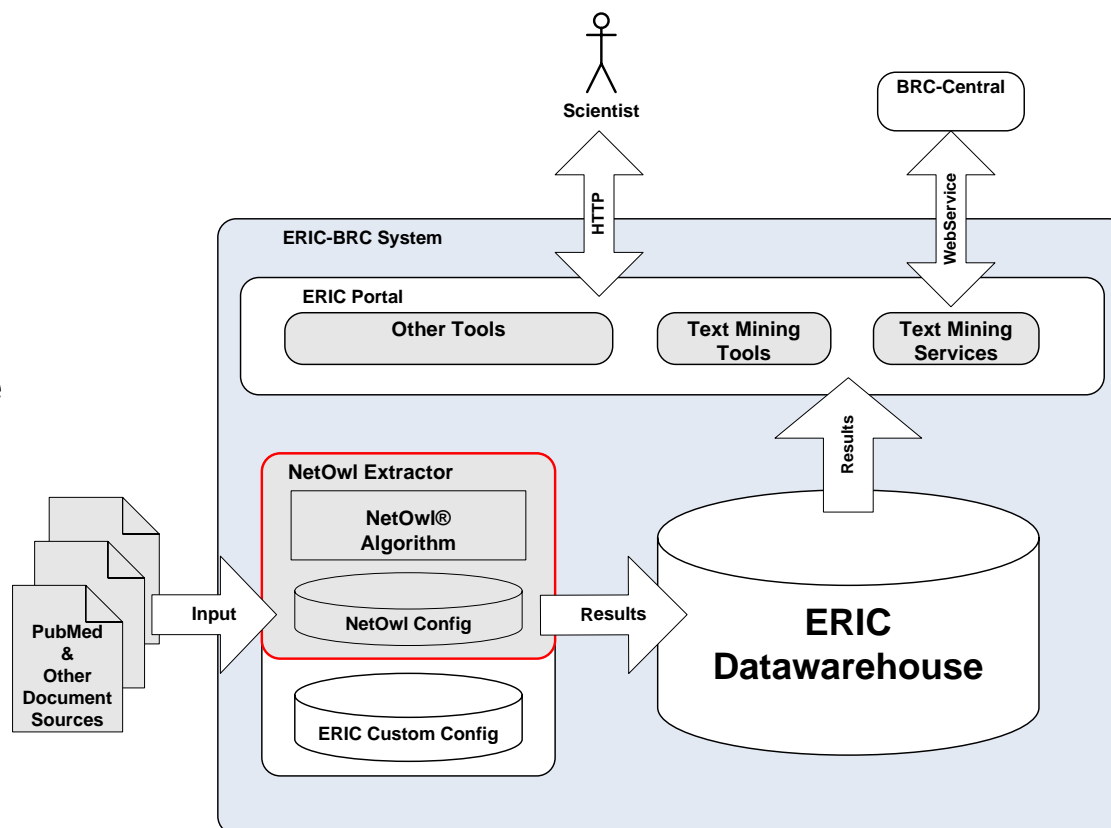 Scientist
BRC-Central
HTTP
WebService
ERIC-BRC System
ERIC Portal
Other Tools
Text Mining
Tools
Text Mining
Services
e
Results
NetOwl Extractor
NetOwl®
Algorithm
NetOwl Config
ERIC Custom Config
Input
PubMed
&
Other
Document
Sources
Results
ERIC
Datawarehouse